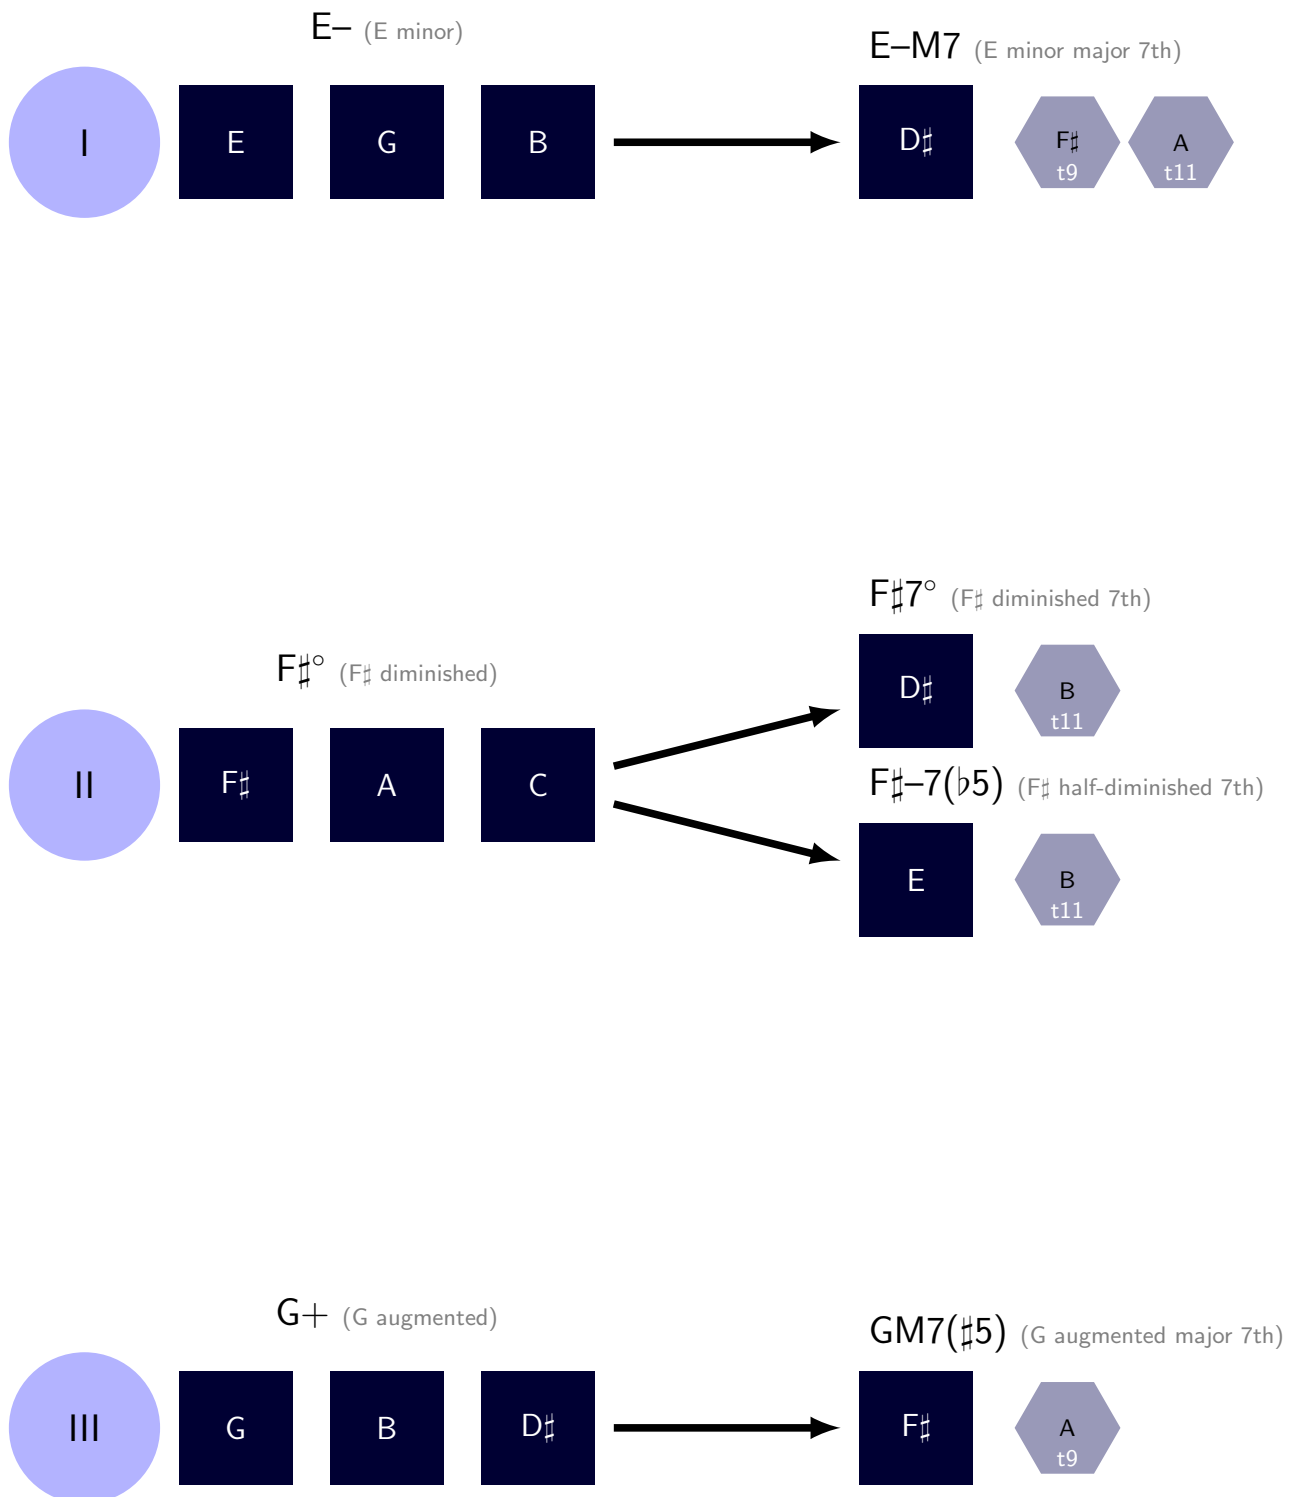 E– (E minor)
E–M7 (E minor major 7th)
I
E
G
B
D♯
F♯
t9
A
t11
F♯° (F♯ diminished)
F♯7° (F♯ diminished 7th)
II
F♯
A
C
D♯
B
t11
F♯–7(♭5) (F♯ half-diminished 7th)
E
B
t11
G+ (G augmented)
GM7(♯5) (G augmented major 7th)
III
G
B
D♯
F♯
A
t9